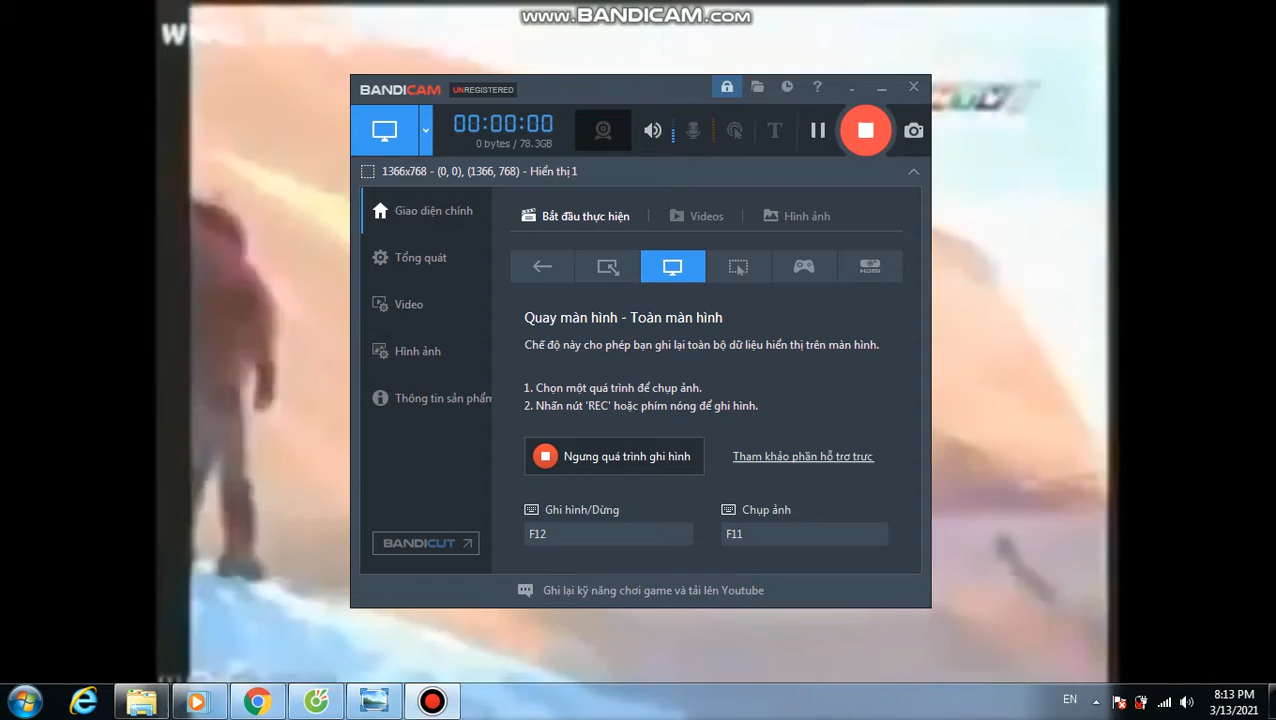 www.BANDICAM.com
W
BANDICAM UNREGISTERED
00:00:00
0 bytes / 78.3GB
1366x768 - (0, 0), (1366, 768) - Hiển thị 1
Giao diện chính
Tổng quát
Video
Hình ảnh
Thông tin sản phẩm
BANDICUT
Bắt đầu thực hiện
Videos
Hình ảnh
HDMI
Quay màn hình - Toàn màn hình
Chế độ này cho phép bạn ghi lại toàn bộ dữ liệu hiển thị trên màn hình.
1. Chọn một quá trình để chụp ảnh.
2. Nhấn nút 'REC' hoặc phím nóng để ghi hình.
Ngưng quá trình ghi hình
Tham khảo phần hỗ trợ trực
Ghi hình/Dừng
Chụp ảnh
F12
F11
Ghi lại kỹ năng chơi game và tải lên Youtube
EN
8:13 PM
3/13/2021